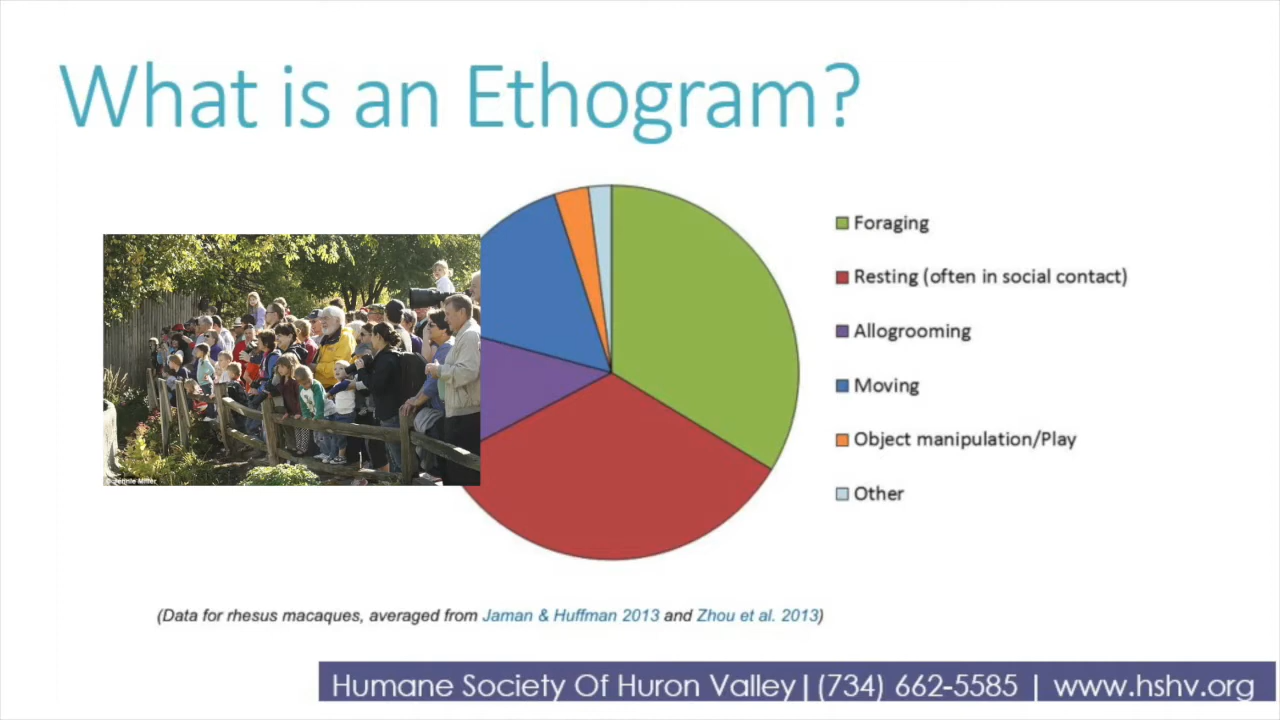 What is an Ethogram?
Foraging
Resting (often in social contact)
Allogrooming
Moving
Object manipulation/Play
Other
© Jennie Miller
(Data for rhesus macaques, averaged from Jaman & Huffman 2013 and Zhou et al. 2013)
Humane Society Of Huron Valley | (734) 662-5585 | www.hshv.org